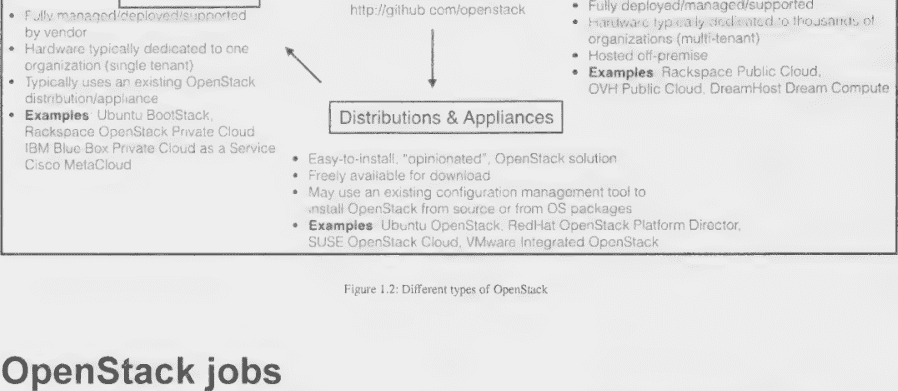 • Fully managed/deployed/supported
by vendor
• Hardware typically dedicated to one
organization (single tenant)
• Typically uses an existing OpenStack
distribution/appliance
• Examples Ubuntu BootStack,
Rackspace OpenStack Private Cloud
IBM Blue Box Private Cloud as a Service
Cisco MetaCloud
http://github com/openstack
• Fully deployed/managed/supported
• Hardware typically dedicated to thousands of
organizations (multi-tenant)
• Hosted off-premise
• Examples Rackspace Public Cloud,
OVH Public Cloud, DreamHost Dream Compute
Distributions & Appliances
• Easy-to-install, "opinionated", OpenStack solution
• Freely available for download
• May use an existing configuration management tool to
install OpenStack from source or from OS packages
• Examples Ubuntu OpenStack, RedHat OpenStack Platform Director,
SUSE OpenStack Cloud, VMware Integrated OpenStack
Figure 1.2: Different types of OpenStack
OpenStack jobs